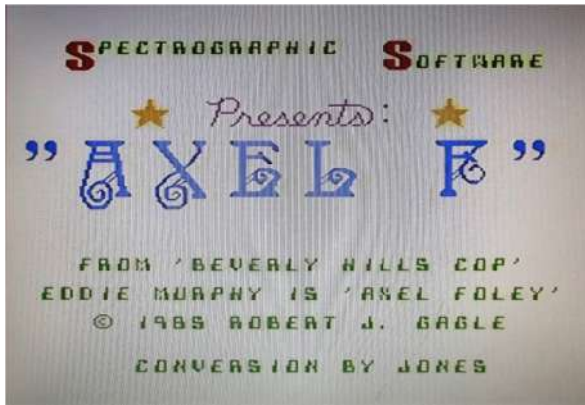 SPECTROGRAPHIC SOFTWARE
Presents:
"AXEL F"
FROM 'BEVERLY HILLS COP'
EDDIE MURPHY IS 'AXEL FOLEY'
© 1985 ROBERT J. GAGLE
CONVERSION BY JONES